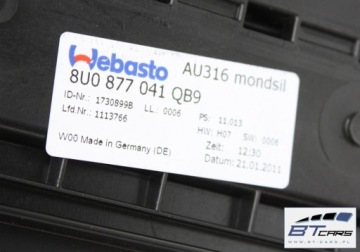 Webasto AU316 mondsil
8U0 877 041 QB9
ID-Nr.: 1730899B LL.: 0006 PS: 11.013
Lfd.Nr.: 1113766 HW: H07 SW: 0006
Zeit: 12:30
W00 Made in Germany (DE) Datum: 21.01.2011
BT CARS
WWW.BT-CARS.PL